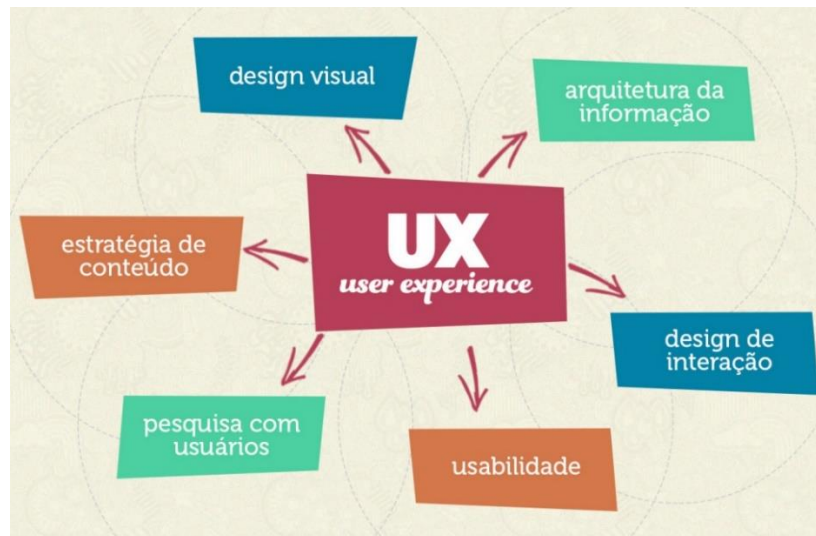 design visual
arquitetura da
informação
UX
user experience
estratégia de
conteúdo
design de
interação
pesquisa com
usuários
usabilidade